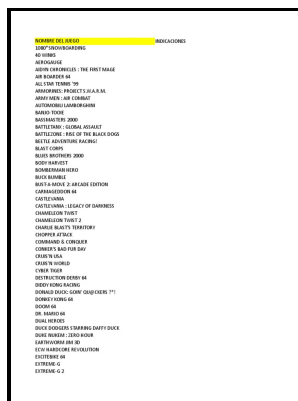 NOMBRE DEL JUEGO INDICACIONES
1080° SNOWBOARDING
40 WINKS
AEROGAUGE
AIDYN CHRONICLES : THE FIRST MAGE
AIR BOARDER 64
ALL STAR TENNIS '99
ARMORINES: PROJECT S.W.A.R.M.
ARMY MEN : AIR COMBAT
AUTOMOBILI LAMBORGHINI
BANJO-TOOIE
BASSMASTERS 2000
BATTLETANX : GLOBAL ASSAULT
BATTLEZONE : RISE OF THE BLACK DOGS
BEETLE ADVENTURE RACING!
BLAST CORPS
BLUES BROTHERS 2000
BODY HARVEST
BOMBERMAN HERO
BUCK BUMBLE
BUST-A-MOVE 2: ARCADE EDITION
CARMAGEDDON 64
CASTLEVANIA
CASTLEVANIA : LEGACY OF DARKNESS
CHAMELEON TWIST
CHAMELEON TWIST 2
CHARLIE BLAST'S TERRITORY
CHOPPER ATTACK
COMMAND & CONQUER
CONKER'S BAD FUR DAY
CRUIS'N USA
CRUIS'N WORLD
CYBER TIGER
DESTRUCTION DERBY 64
DIDDY KONG RACING
DONALD DUCK: GOIN' QU@CKERS ?*!
DONKEY KONG 64
DOOM 64
DR. MARIO 64
DUAL HEROES
DUCK DODGERS STARRING DAFFY DUCK
DUKE NUKEM : ZERO HOUR
EARTHWORM JIM 3D
ECW HARDCORE REVOLUTION
EXCITEBIKE 64
EXTREME-G
EXTREME-G 2